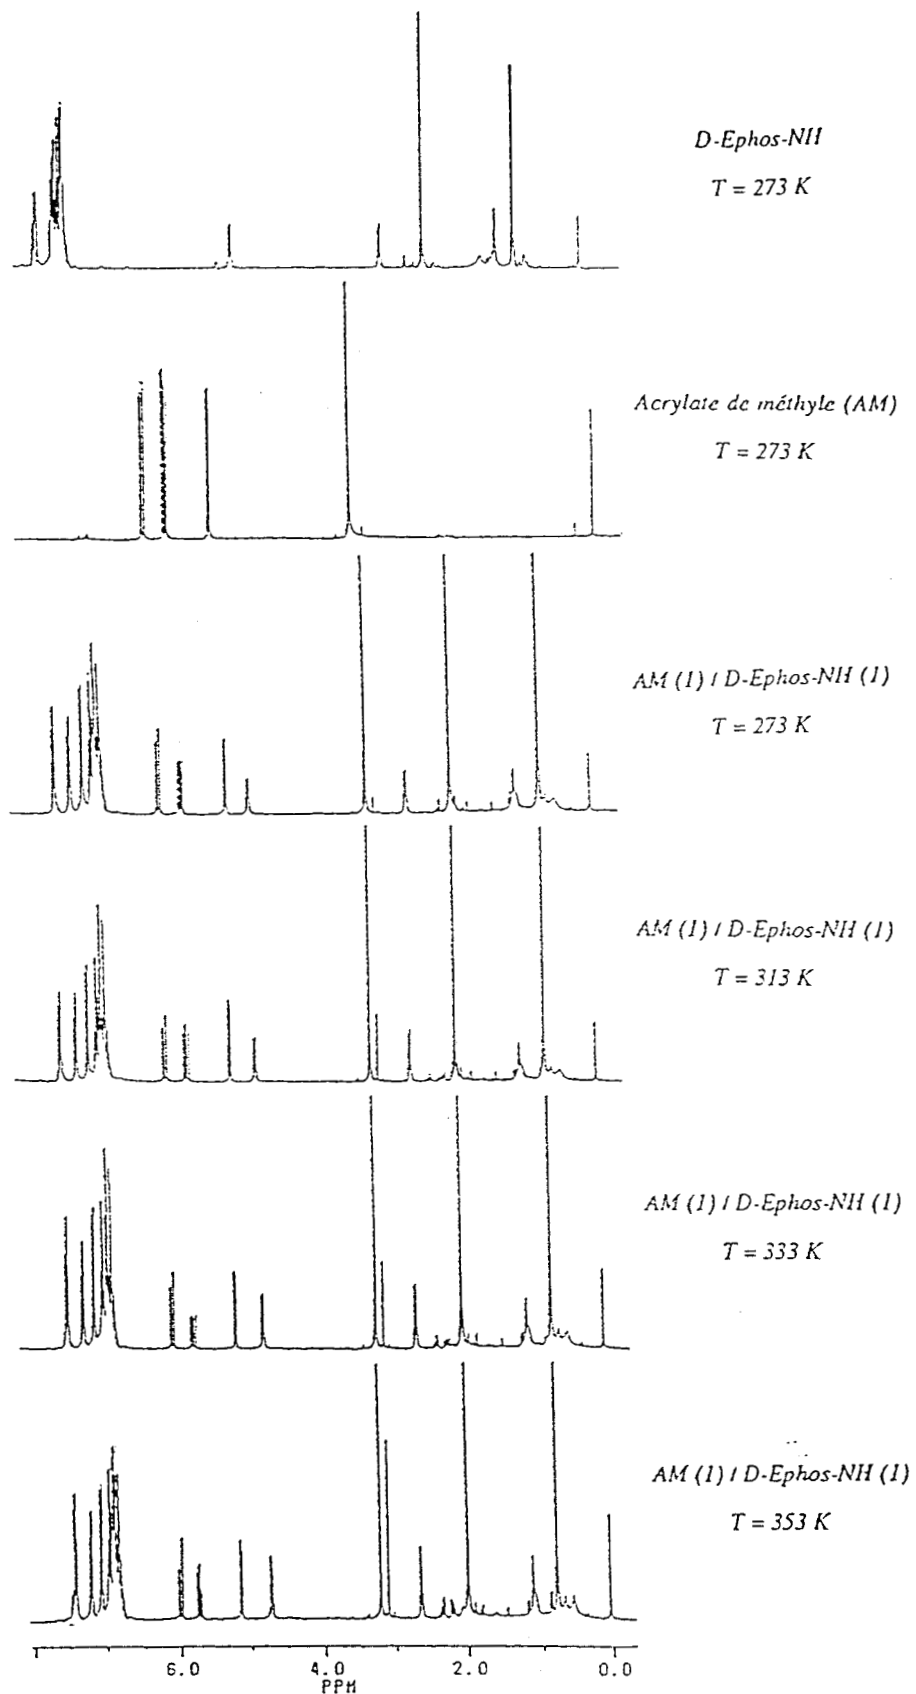 D-Ephos-NH
T = 273 K
Acrylate de méthyle (AM)
T = 273 K
AM (1) / D-Ephos-NH (1)
T = 273 K
AM (1) / D-Ephos-NH (1)
T = 313 K
AM (1) / D-Ephos-NH (1)
T = 333 K
AM (1) / D-Ephos-NH (1)
T = 353 K
6.0 4.0 2.0 0.0
PPM